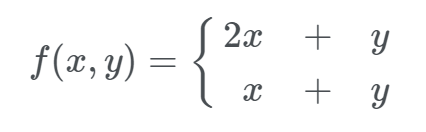 f(x, y) = { 2x + y
x + y